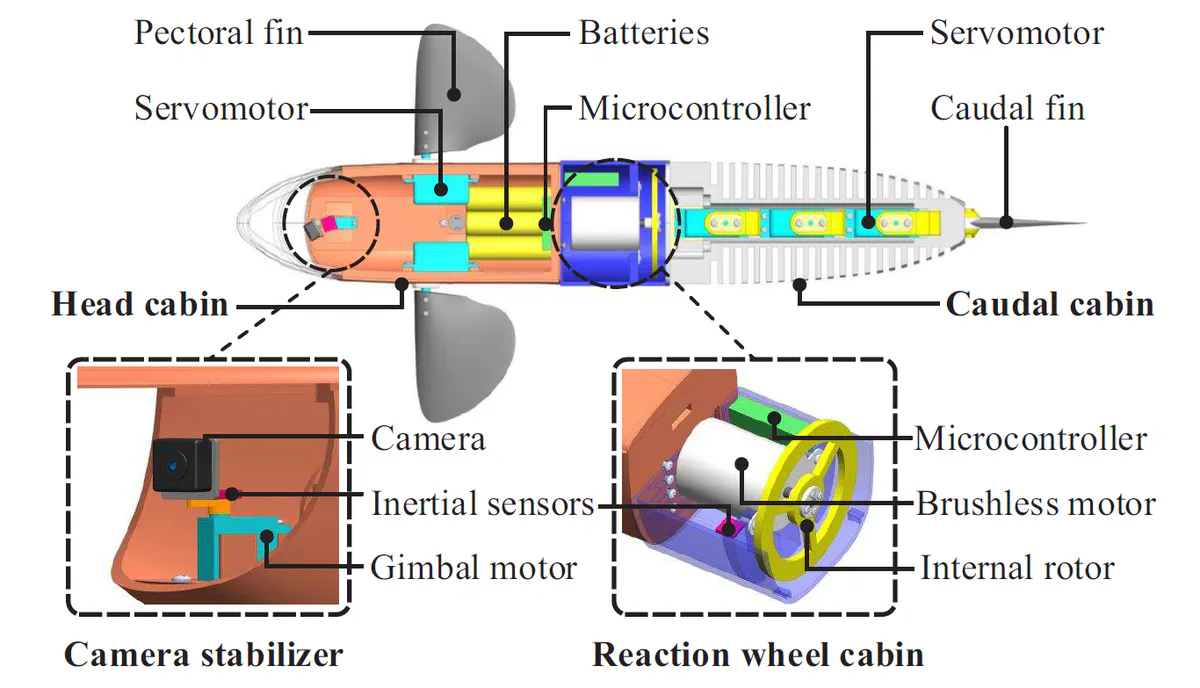 Pectoral fin
Batteries
Servomotor
Servomotor
Microcontroller
Caudal fin
Head cabin
Caudal cabin
Camera
Microcontroller
Inertial sensors
Brushless motor
Gimbal motor
Internal rotor
Camera stabilizer
Reaction wheel cabin